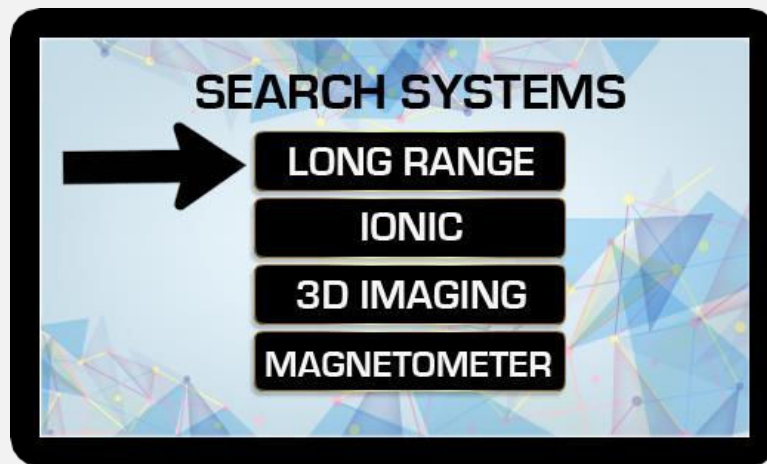 SEARCH SYSTEMS
LONG RANGE
IONIC
3D IMAGING
MAGNETOMETER